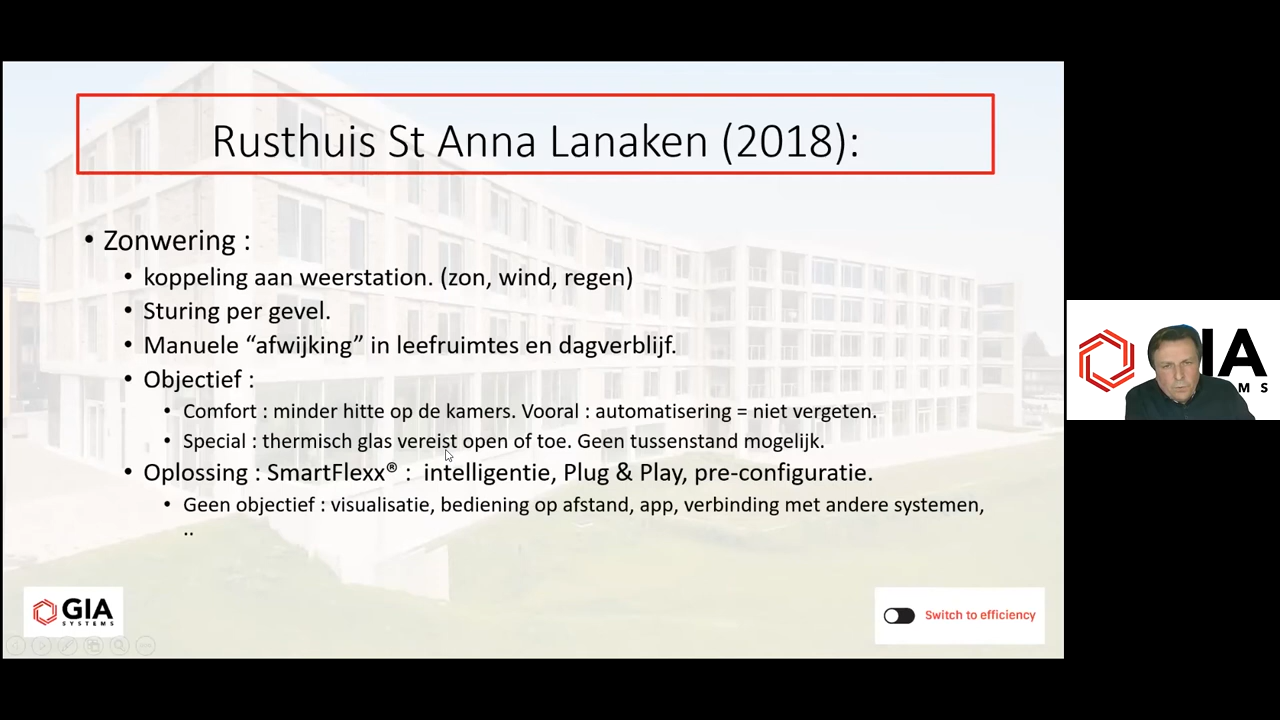 Rusthuis St Anna Lanaken (2018):
• Zonwering :
• koppeling aan weerstation. (zon, wind, regen)
• Sturing per gevel.
• Manuele “afwijking” in leefruimtes en dagverblijf.
• Objectief :
• Comfort : minder hitte op de kamers. Vooral : automatisering = niet vergeten.
• Special : thermisch glas vereist open of toe. Geen tussenstand mogelijk.
• Oplossing : SmartFlexx® :  intelligentie, Plug & Play, pre-configuratie.
• Geen objectief : visualisatie, bediening op afstand, app, verbinding met andere systemen,
..
GIA
SYSTEMS
Switch to efficiency
IA
MS